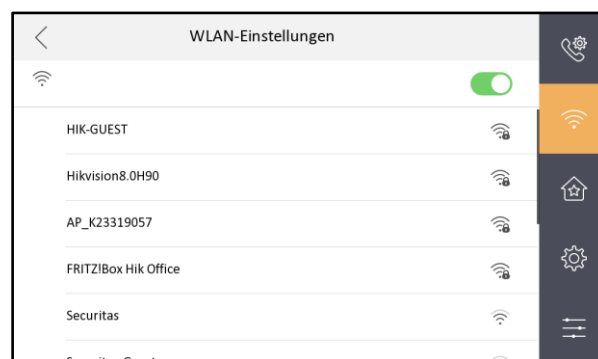 WLAN-Einstellungen
HIK-GUEST
Hikvision8.0H90
AP_K23319057
FRITZ!Box Hik Office
Securitas